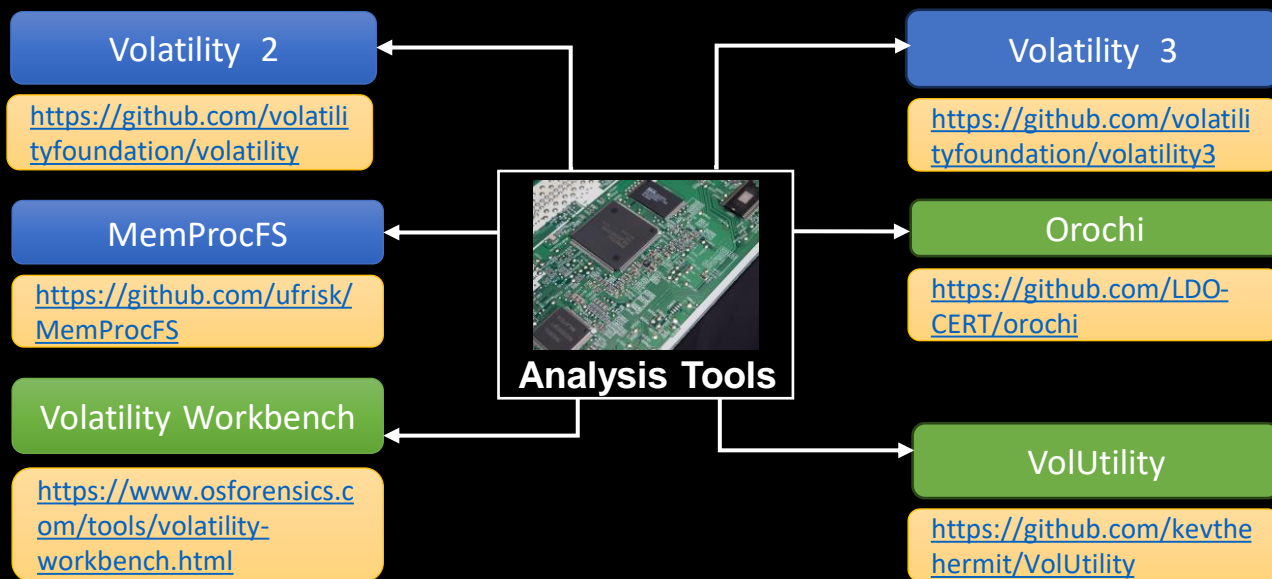 Volatility 2
https://github.com/volatili
tyfoundation/volatility
MemProcFS
https://github.com/ufrisk/
MemProcFS
Volatility Workbench
https://www.osforensics.c
om/tools/volatility-
workbench.html
Analysis Tools
Volatility 3
https://github.com/volatili
tyfoundation/volatility3
Orochi
https://github.com/LDO-
CERT/orochi
VolUtility
https://github.com/kevthe
hermit/VolUtility